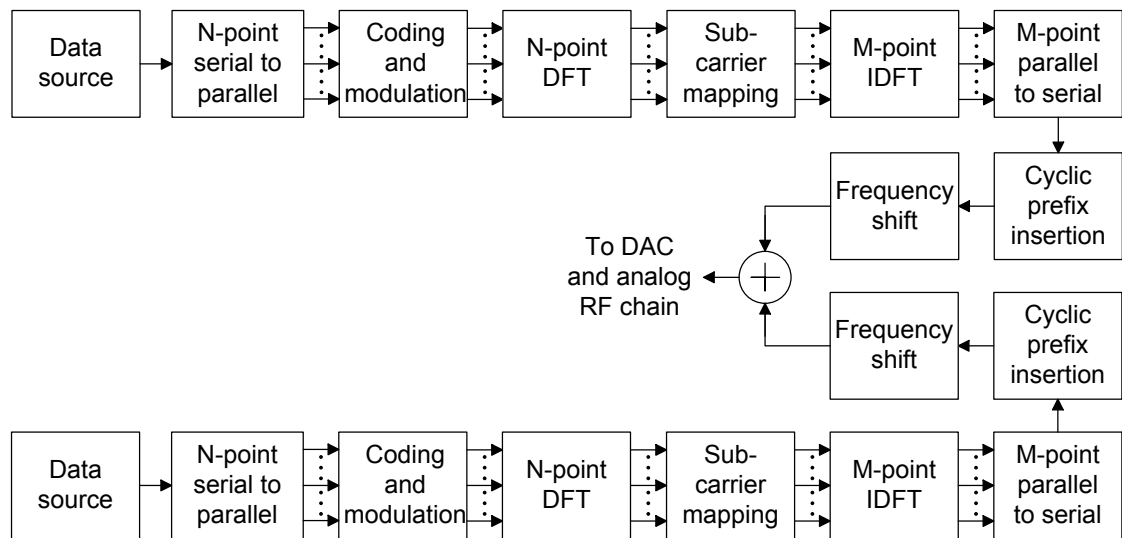 Data
source
N-point
serial to
parallel
Coding
and
modulation
N-point
DFT
Sub-
carrier
mapping
M-point
IDFT
M-point
parallel
to serial
Frequency
shift
Cyclic
prefix
insertion
To DAC
and analog
RF chain
Frequency
shift
Cyclic
prefix
insertion
Data
source
N-point
serial to
parallel
Coding
and
modulation
N-point
DFT
Sub-
carrier
mapping
M-point
IDFT
M-point
parallel
to serial